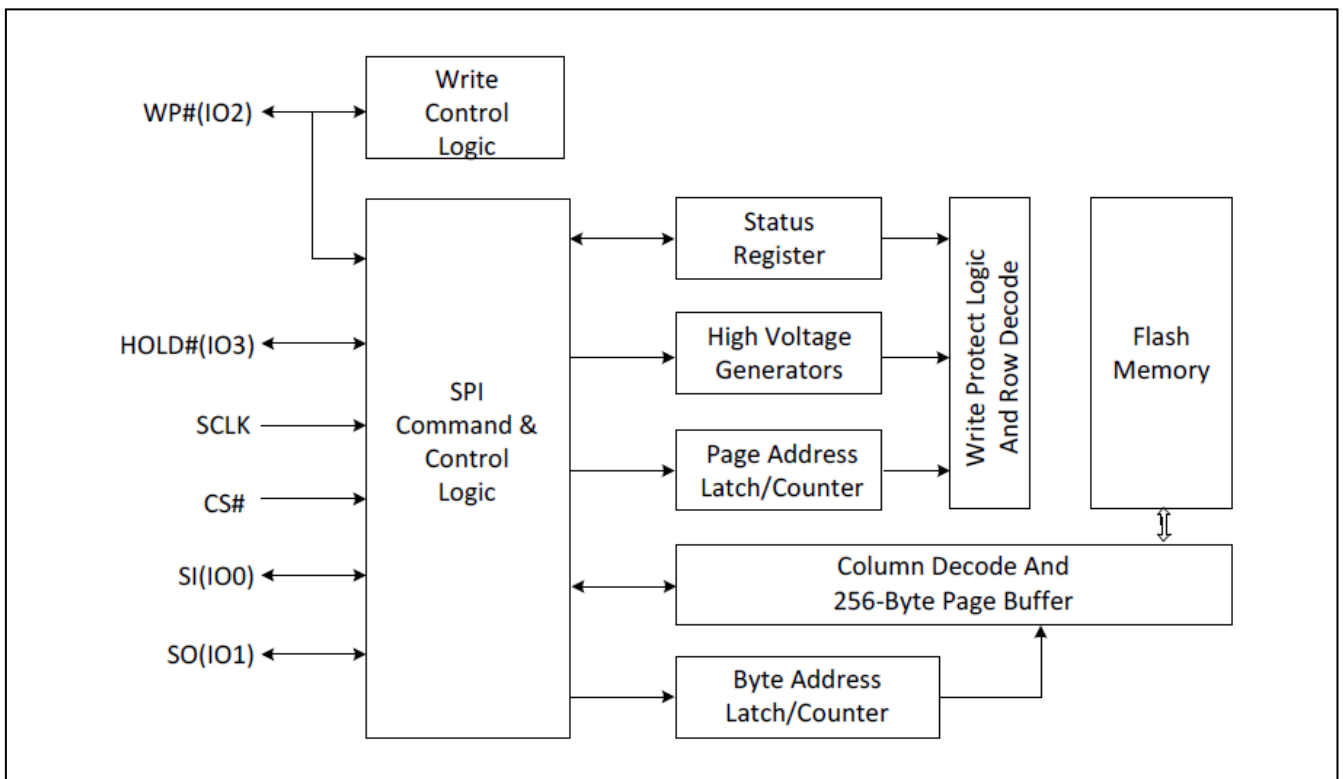 WP#(IO2)
Write
Control
Logic
HOLD#(IO3)
SCLK
CS#
SI(IO0)
SO(IO1)
SPI
Command &
Control
Logic
Status
Register
High Voltage
Generators
Page Address
Latch/Counter
Write Protect Logic
And Row Decode
Flash
Memory
Column Decode And
256-Byte Page Buffer
Byte Address
Latch/Counter